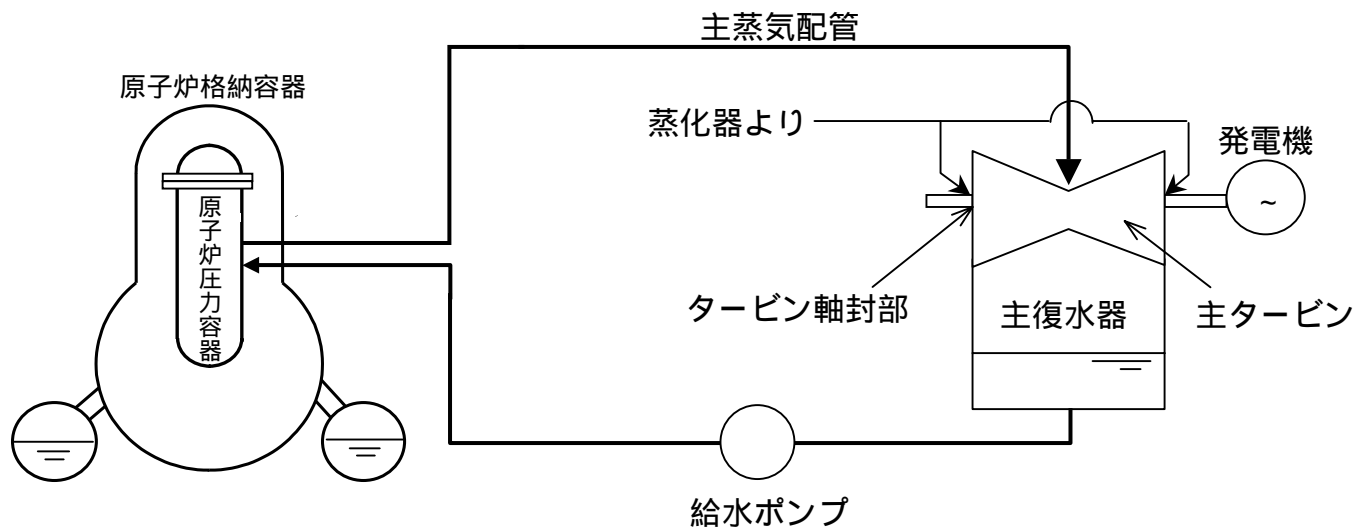 主蒸気配管
原子炉格納容器
蒸化器より
発電機
~
原子炉圧力容器
タービン軸封部
主復水器
主タービン
給水ポンプ